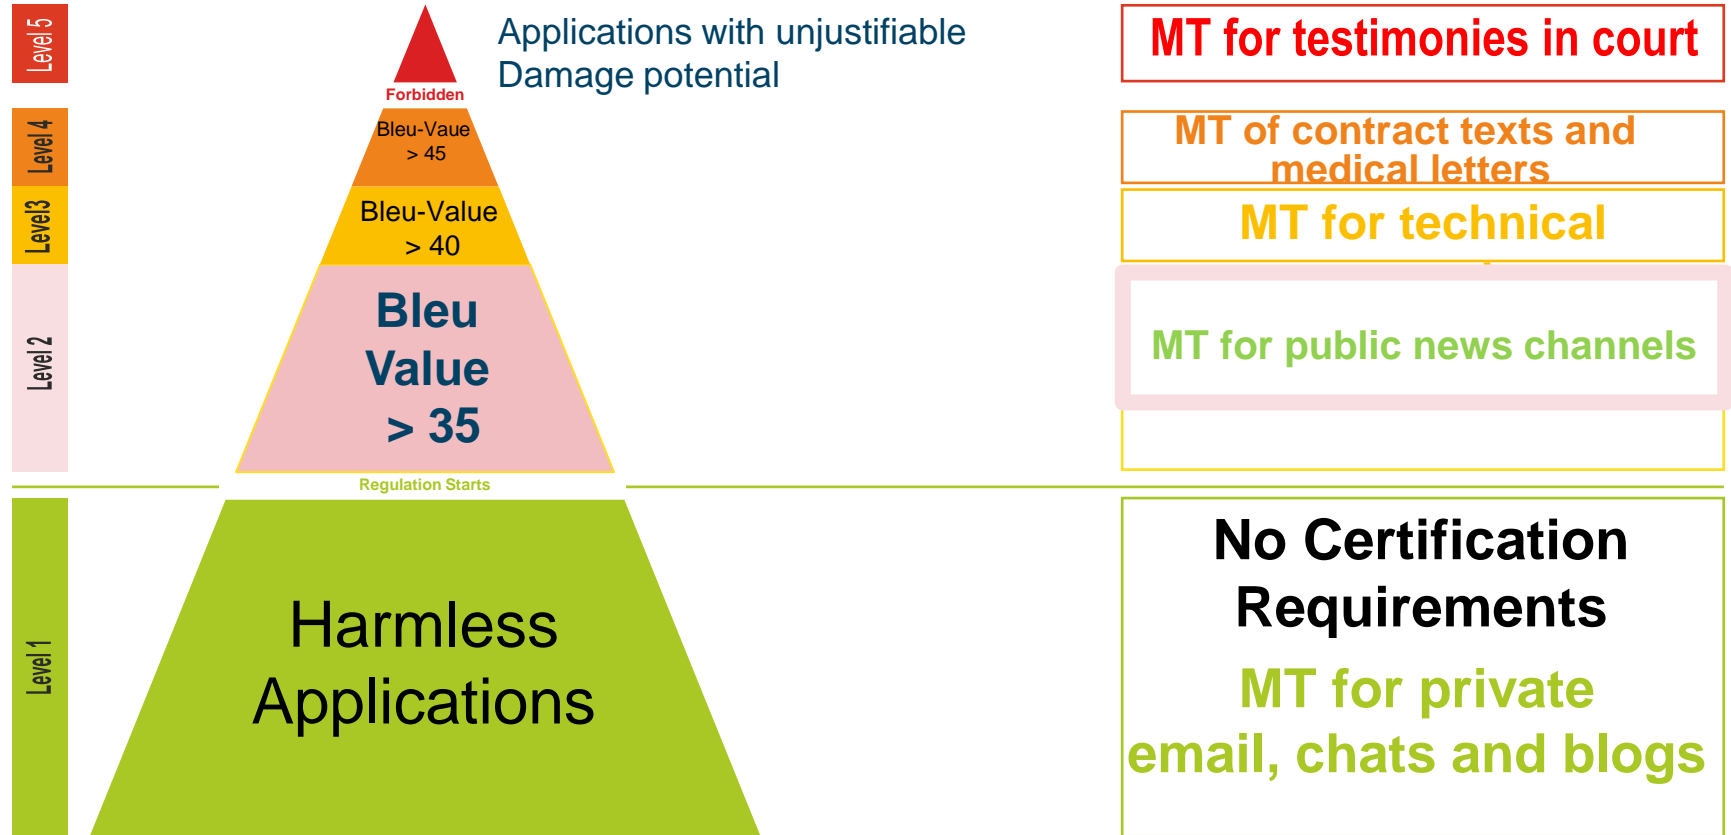 Level 5
Applications with unjustifiable
Damage potential
MT for testimonies in court
Forbidden
Level 4
Bleu-Vaue
> 45
MT of contract texts and
medical letters
Level3
Bleu-Value
> 40
MT for technical
Level 2
Bleu
Value
> 35
MT for public news channels
Regulation Starts
Level 1
Harmless
Applications
No Certification
Requirements
MT for private
email, chats and blogs